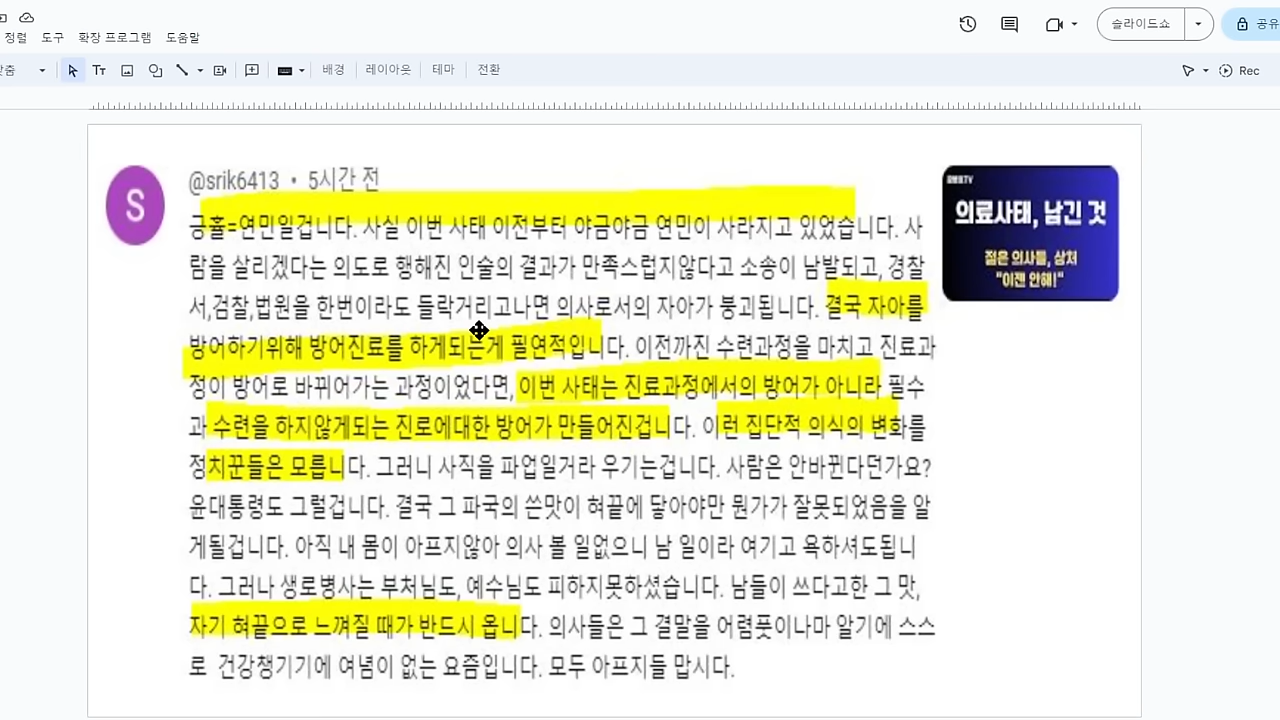 정렬 도구 확장 프로그램 도움말
슬라이드쇼
공유
배경 레이아웃 테마 전환
Rec
S
@srik6413 • 5시간 전
긍휼=연민일겁니다. 사실 이번 사태 이전부터 야금야금 연민이 사라지고 있었습니다. 사
람을 살리겠다는 의도로 행해진 인술의 결과가 만족스럽지않다고 소송이 남발되고, 경찰
서,검찰,법원을 한번이라도 들락거리고나면 의사로서의 자아가 붕괴됩니다. 결국 자아를
방어하기위해 방어진료를 하게되는게 필연적입니다. 이전까진 수련과정을 마치고 진료과
정이 방어로 바뀌어가는 과정이었다면, 이번 사태는 진료과정에서의 방어가 아니라 필수
과 수련을 하지않게되는 진로에대한 방어가 만들어진겁니다. 이런 집단적 의식의 변화를
정치꾼들은 모릅니다. 그러니 사직을 파업일거라 우기는겁니다. 사람은 안바뀐다던가요?
윤대통령도 그럴겁니다. 결국 그 파국의 쓴맛이 혀끝에 닿아야만 뭔가가 잘못되었음을 알
게될겁니다. 아직 내 몸이 아프지않아 의사 볼 일없으니 남 일이라 여기고 욕하셔도됩니
다. 그러나 생로병사는 부처님도, 예수님도 피하지못하셨습니다. 남들이 쓰다고한 그 맛,
자기 혀끝으로 느껴질 때가 반드시 옵니다. 의사들은 그 결말을 어렴풋이나마 알기에 스스
로 건강챙기기에 여념이 없는 요즘입니다. 모두 아프지들 맙시다.
의료사태, 남긴 것
젊은 의사들, 상처
"이젠 안해!"